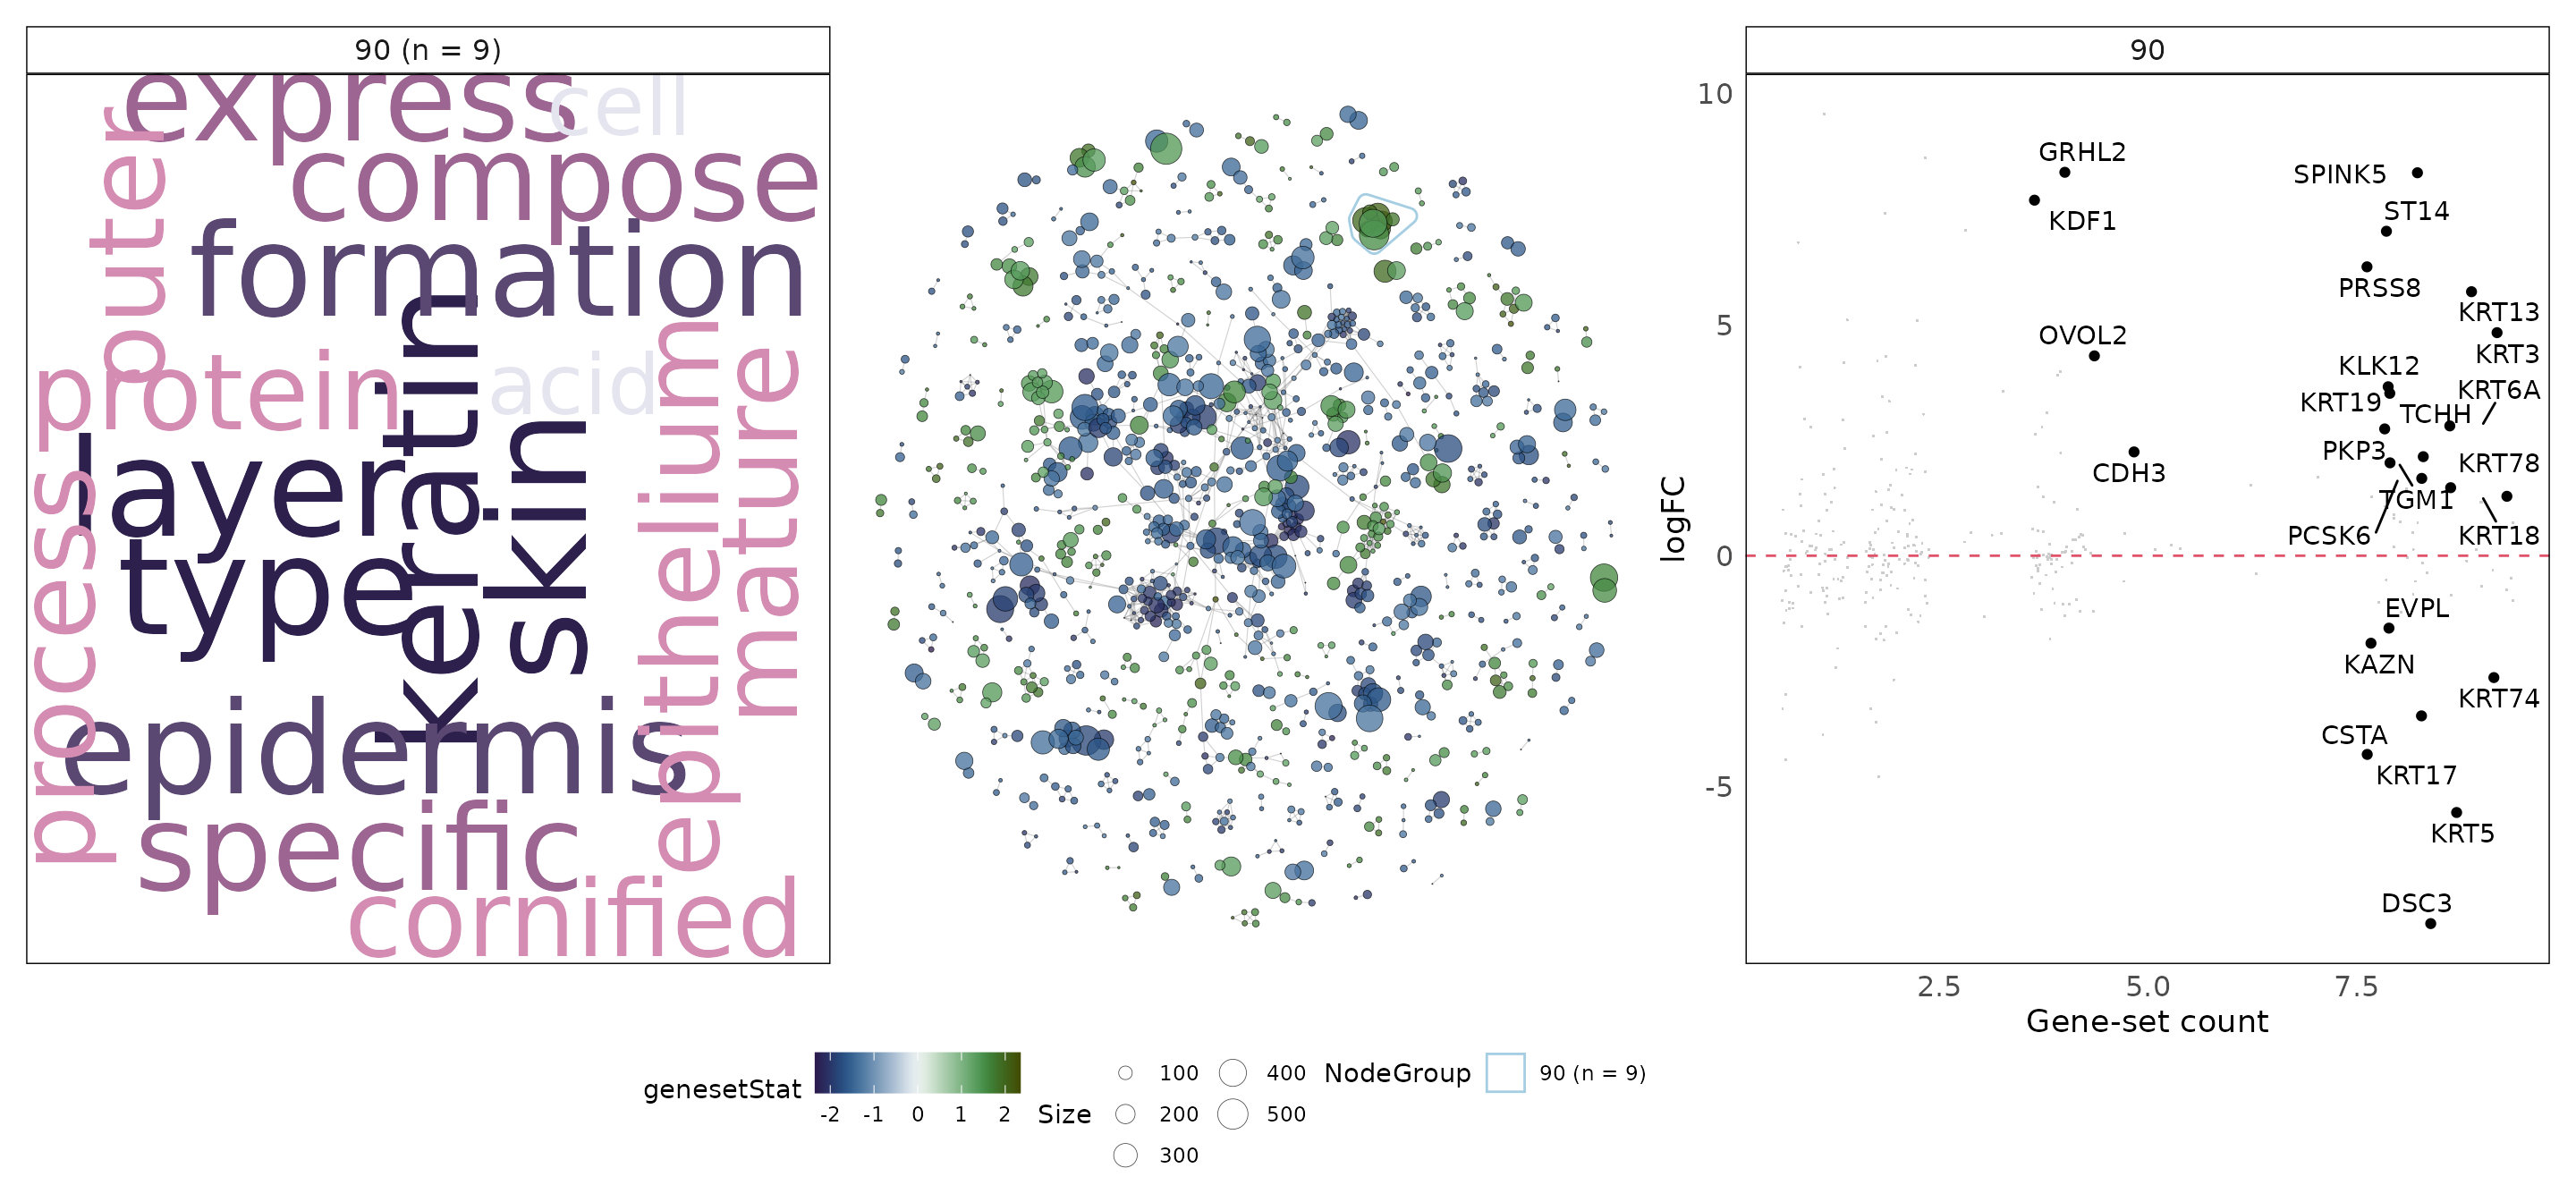 90 (n = 9)
express
cell
outer
compose
formation
keratin
protein
acid
process
layer
skin
type
epithelium
mature
epidermis
specific
cornified
90
logFC
10
5
0
-5
GRHL2
SPINK5
KDF1
ST14
PRSS8
KRT13
OVOL2
KRT3
KLK12
KRT6A
KRT19
TCHH
PKP3
CDH3
KRT78
TGM1
PCSK6
KRT18
EVPL
KAZN
KRT74
CSTA
KRT17
KRT5
DSC3
2.5 5.0 7.5
Gene-set count
genesetStat
-2 -1 0 1 2
Size
100
200
300
400
500
NodeGroup
90 (n = 9)